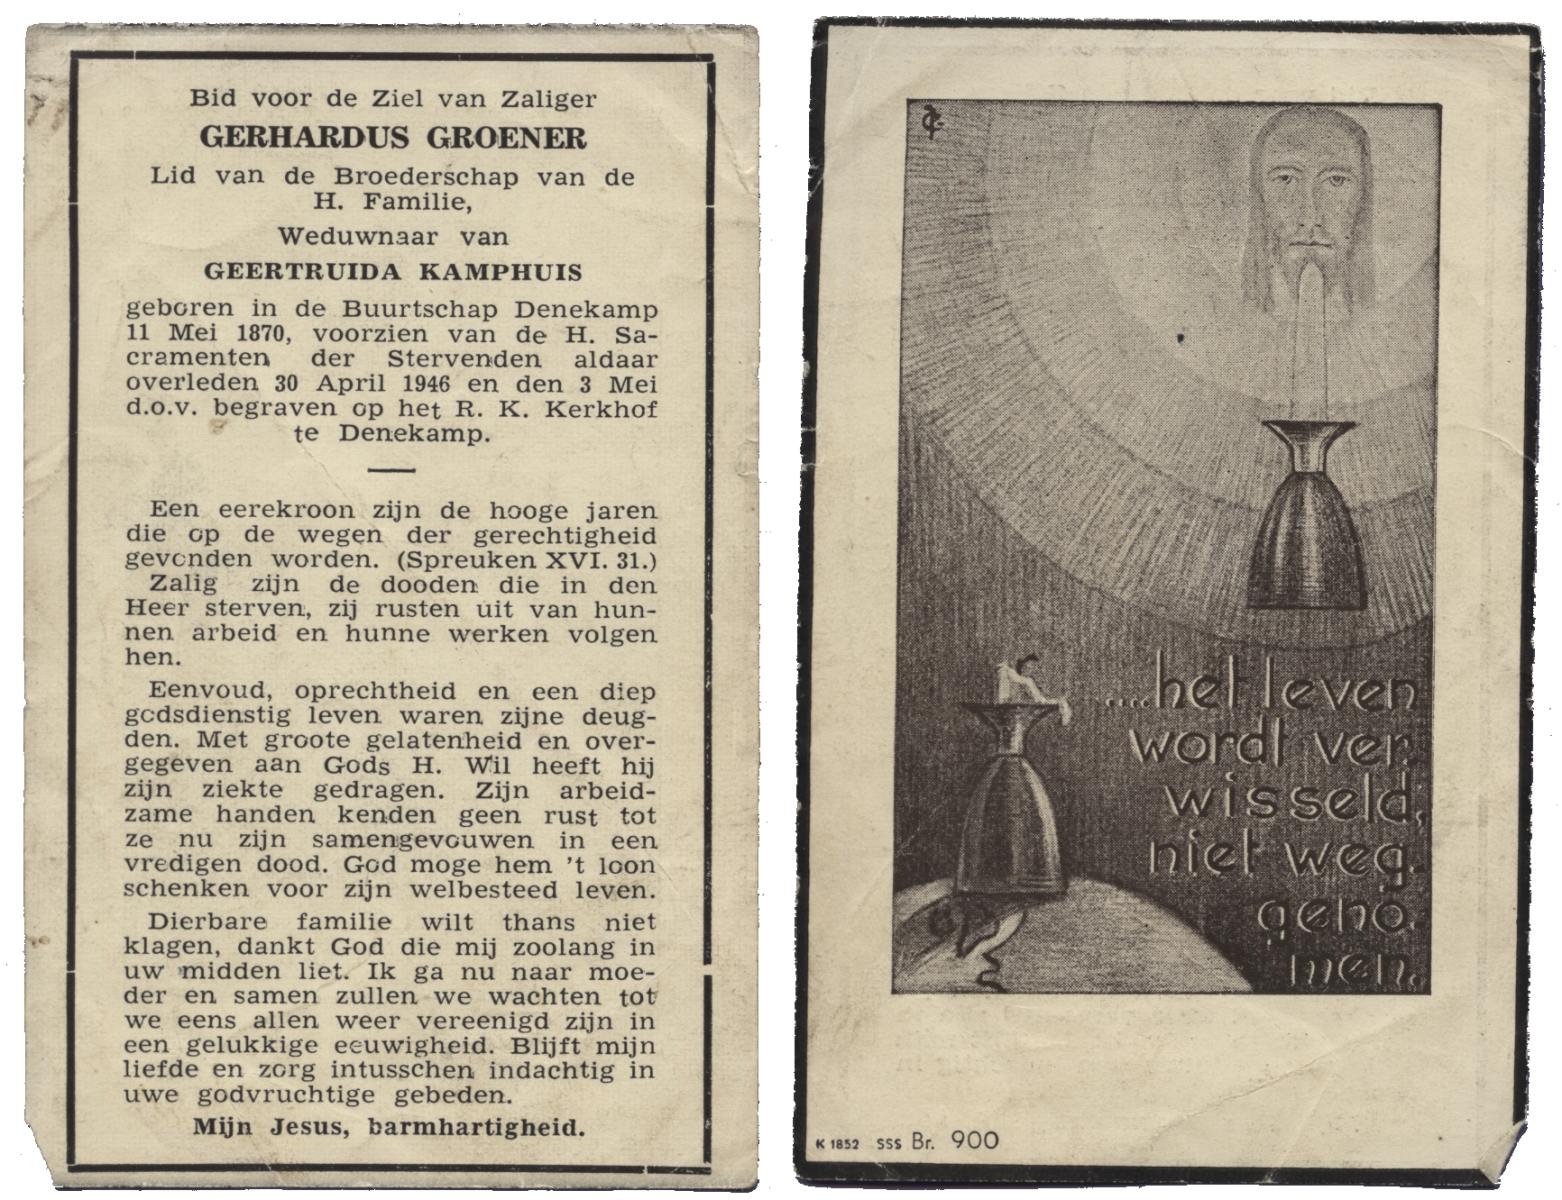 Bid voor de Ziel van Zaliger
GERHARDUS GROENER
Lid van de Broederschap van de
H. Familie,
Weduwnaar van
GEERTRUIDA KAMPHUIS
geboren in de Buurtschap Denekamp
11 Mei 1870, voorzien van de H. Sa-
cramenten der Stervenden aldaar
overleden 30 April 1946 en den 3 Mei
d.o.v. begraven op het R. K. Kerkhof
te Denekamp.
Een eerekroon zijn de hooge jaren
die op de wegen der gerechtigheid
gevonden worden. (Spreuken XVI. 31.)
Zalig zijn de dooden die in den
Heer sterven, zij rusten uit van hun-
nen arbeid en hunne werken volgen
hen.
Eenvoud, oprechtheid en een diep
godsdienstig leven waren zijne deug-
den. Met groote gelatenheid en over-
gegeven aan Gods H. Wil heeft hij
zijn ziekte gedragen. Zijn arbeid-
zame handen kenden geen rust tot
ze nu zijn samengevouwen in een
vredigen dood. God moge hem 't loon
schenken voor zijn welbesteed leven.
Dierbare familie wilt thans niet
klagen, dankt God die mij zoolang in
uw midden liet. Ik ga nu naar moe-
der en samen zullen we wachten tot
we eens allen weer vereenigd zijn in
een gelukkige eeuwigheid. Blijft mijn
liefde en zorg intusschen indachtig in
uwe godvruchtige gebeden.
Mijn Jesus, barmhartigheid.
....het leven
wordt ver.
wisseld,
niet weg.
geno.
men.
K 1852 SSS Br. 900